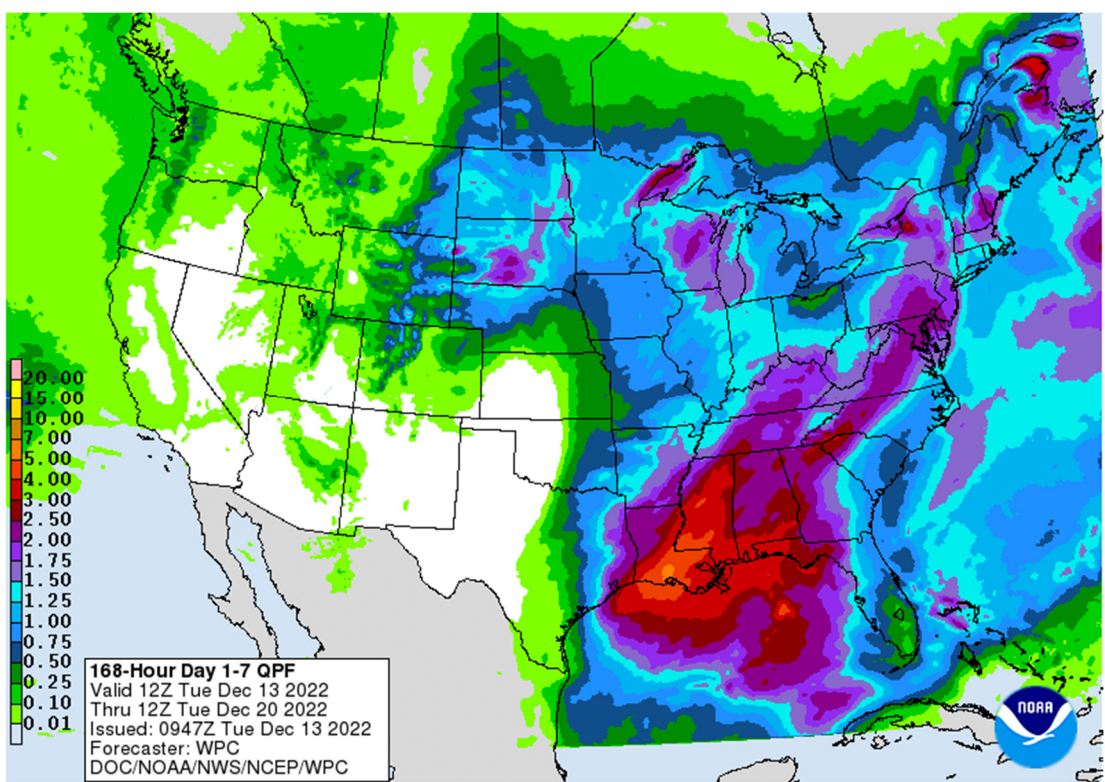 20.00
15.00
10.00
7.00
5.00
4.00
3.00
2.50
2.00
1.75
1.50
1.25
1.00
0.75
0.50
0.25
0.10
0.01
168-Hour Day 1-7 QPF
Valid 12Z Tue Dec 13 2022
Thru 12Z Tue Dec 20 2022
Issued: 0947Z Tue Dec 13 2022
Forecaster: WPC
DOC/NOAA/NWS/NCEP/WPC
NOAA